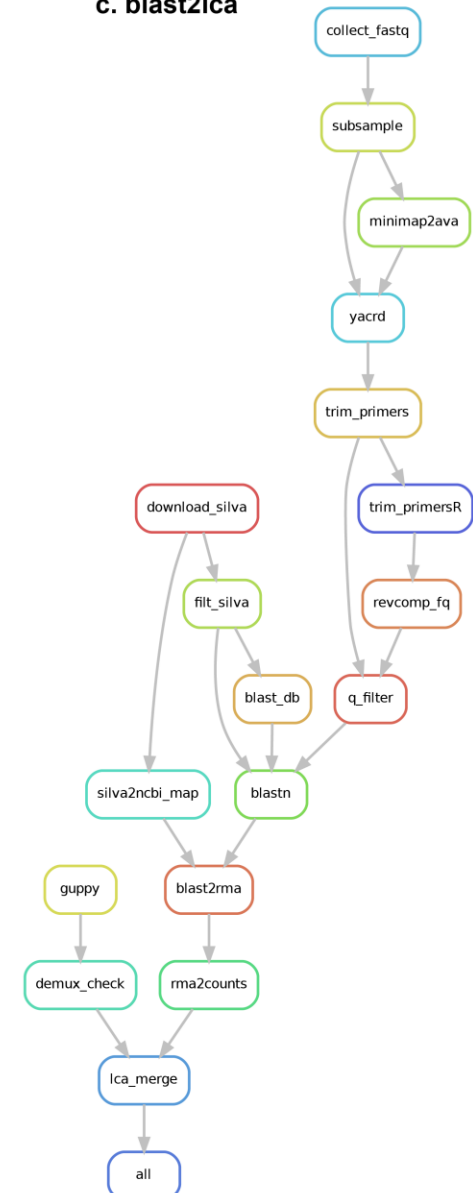 c. blast2lca
collect_fastq
subsample
minimap2ava
yacrd
trim_primers
download_silva
trim_primersR
filt_silva
revcomp_fq
blast_db
q_filter
silva2ncbi_map
blastn
guppy
blast2rma
demux_check
rma2counts
lca_merge
all